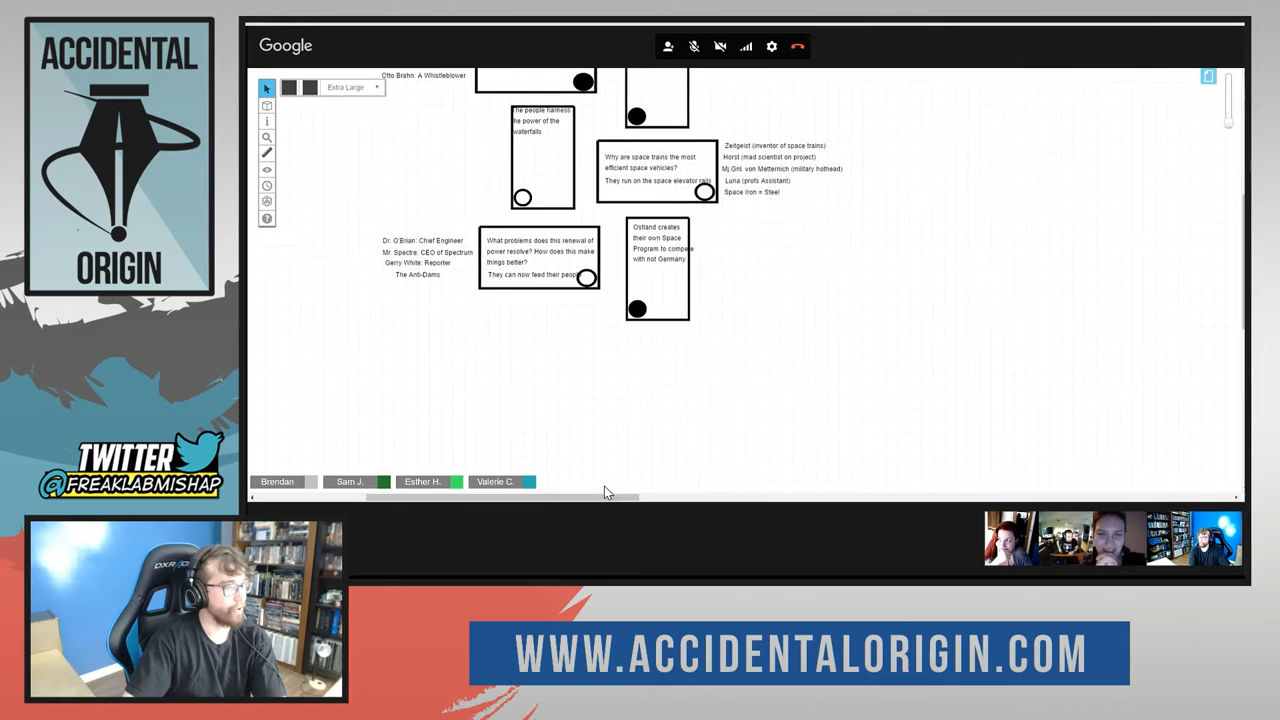 ACCIDENTAL
ORIGIN
Google
Extra Large
Otto Brahn: A Whistleblower
he people harness
he power of the
waterfalls
Why are space trains the most
efficient space vehicles?
They run on the space elevator rails
Zeitgeist (inventor of space trains)
Horst (mad scientist on project)
Mj.Gnl. von Metternich (military hothead)
Luna (profs Assistant)
Space Iron = Steel
Dr. O'Brian: Chief Engineer
Mr. Spectre: CEO of Spectrum
Gerry White: Reporter
The Anti-Dams
What problems does this renewal of
power resolve? How does this make
things better?
They can now feed their people
Ostland creates
their own Space
Program to compete
with not Germany
Brendan
Sam J.
Esther H.
Valerie C.
TWITTER
@FREAKLABMISHAP
DXRACER
WWW.ACCIDENTALORIGIN.COM